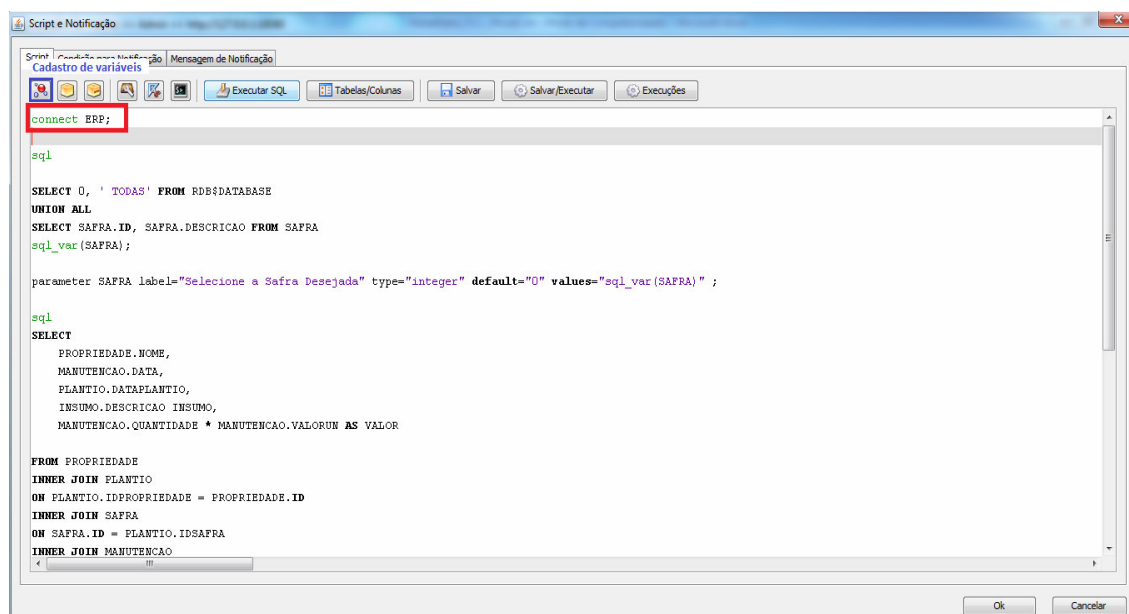 Script e Notificação
Script Condição para Notificação Mensagem de Notificação
Cadastro de variáveis
Executar SQL Tabelas/Colunas Salvar Salvar/Executar Execuções
connect ERP;
sql
SELECT 0, ' TODAS' FROM RDB$DATABASE
UNION ALL
SELECT SAFRA.ID, SAFRA.DESCRICAO FROM SAFRA
sql_var(SAFRA);
parameter SAFRA label="Selecione a Safra Desejada" type="integer" default="0" values="sql_var(SAFRA)" ;
sql
SELECT
PROPRIEDADE.NOME,
MANUTENCAO.DATA,
PLANTIO.DATAPLANTIO,
INSUMO.DESCRICAO INSUMO,
MANUTENCAO.QUANTIDADE * MANUTENCAO.VALORUN AS VALOR
FROM PROPRIEDADE
INNER JOIN PLANTIO
ON PLANTIO.IDPROPRIEDADE = PROPRIEDADE.ID
INNER JOIN SAFRA
ON SAFRA.ID = PLANTIO.IDSAFRA
INNER JOIN MANUTENCAO
Ok Cancelar